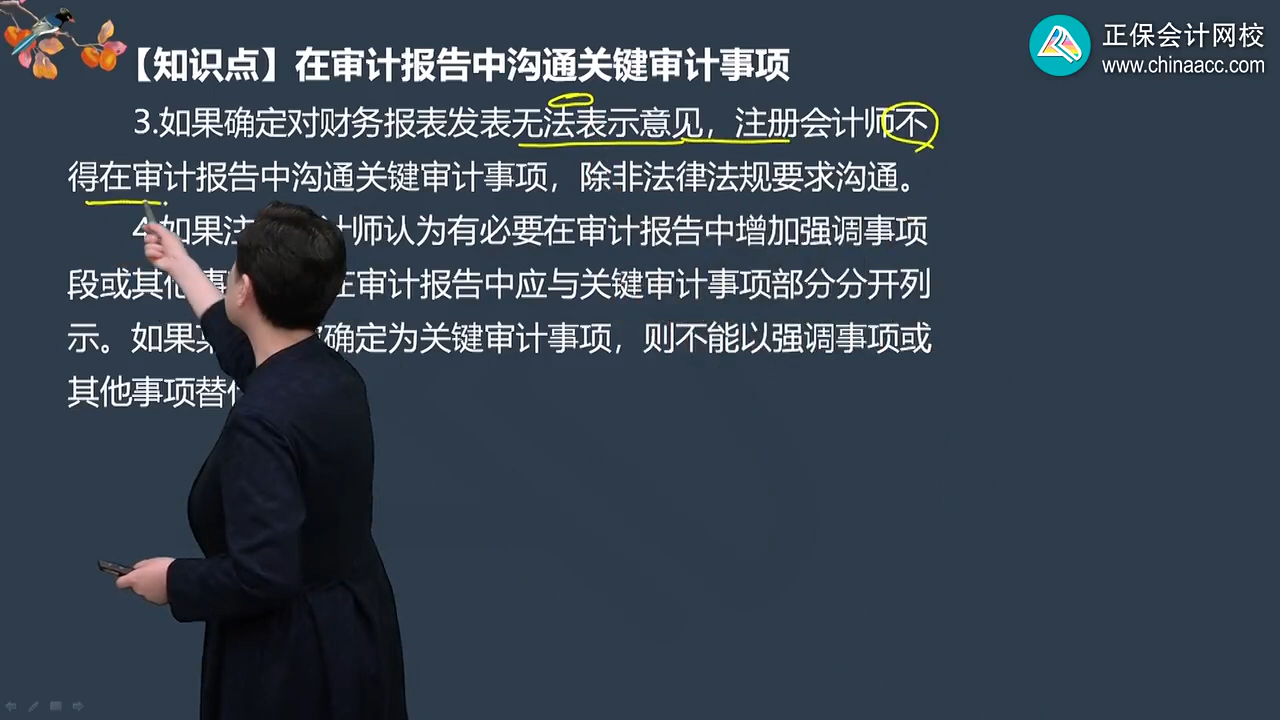 正保会计网校
www.chinaacc.com
【知识点】在审计报告中沟通关键审计事项
3.如果确定对财务报表发表无法表示意见，注册会计师不
得在审计报告中沟通关键审计事项，除非法律法规要求沟通。
4.如果注 计师认为有必要在审计报告中增加强调事项
段或其他事 在审计报告中应与关键审计事项部分分开列
示。如果某 确定为关键审计事项，则不能以强调事项或
其他事项替代